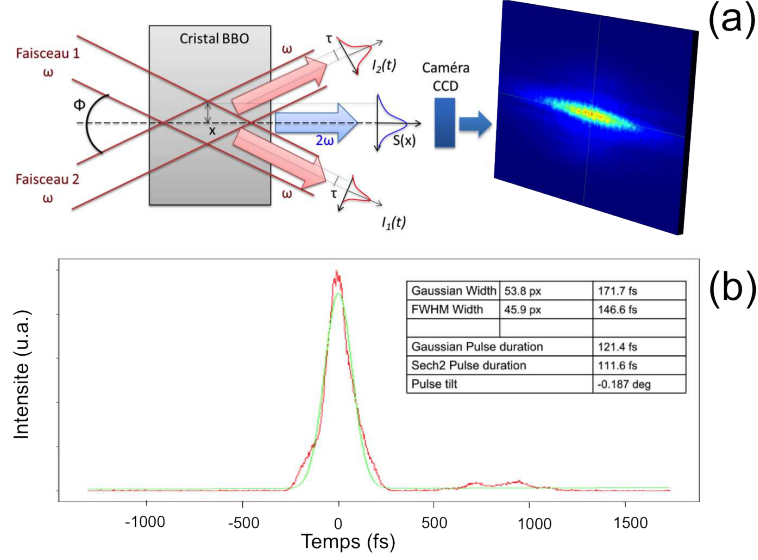 (a)
Cristal BBO
Faisceau 1
ω
ω
τ
I2(t)
Caméra
CCD
Φ
x
2ω
S(x)
Faisceau 2
ω
ω
τ
I1(t)
(b)
Intensite (u.a.)
Gaussian Width 53.8 px 171.7 fs
FWHM Width 45.9 px 146.6 fs
Gaussian Pulse duration 121.4 fs
Sech2 Pulse duration 111.6 fs
Pulse tilt -0.187 deg
-1000 -500 0 500 1000 1500
Temps (fs)